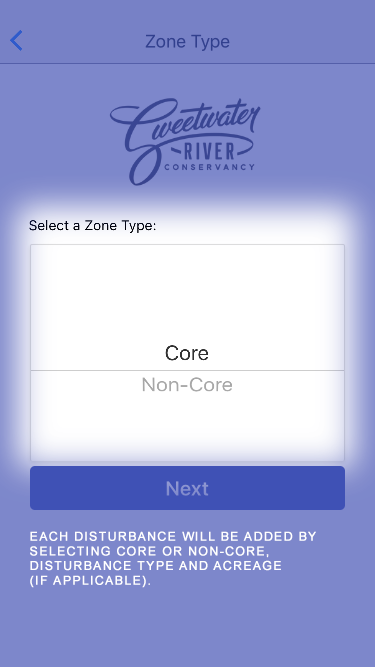 Zone Type
Sweetwater
RIVER
CONSERVANCY
Select a Zone Type:
Core
Non-Core
Next
EACH DISTURBANCE WILL BE ADDED BY
SELECTING CORE OR NON-CORE,
DISTURBANCE TYPE AND ACREAGE
(IF APPLICABLE).